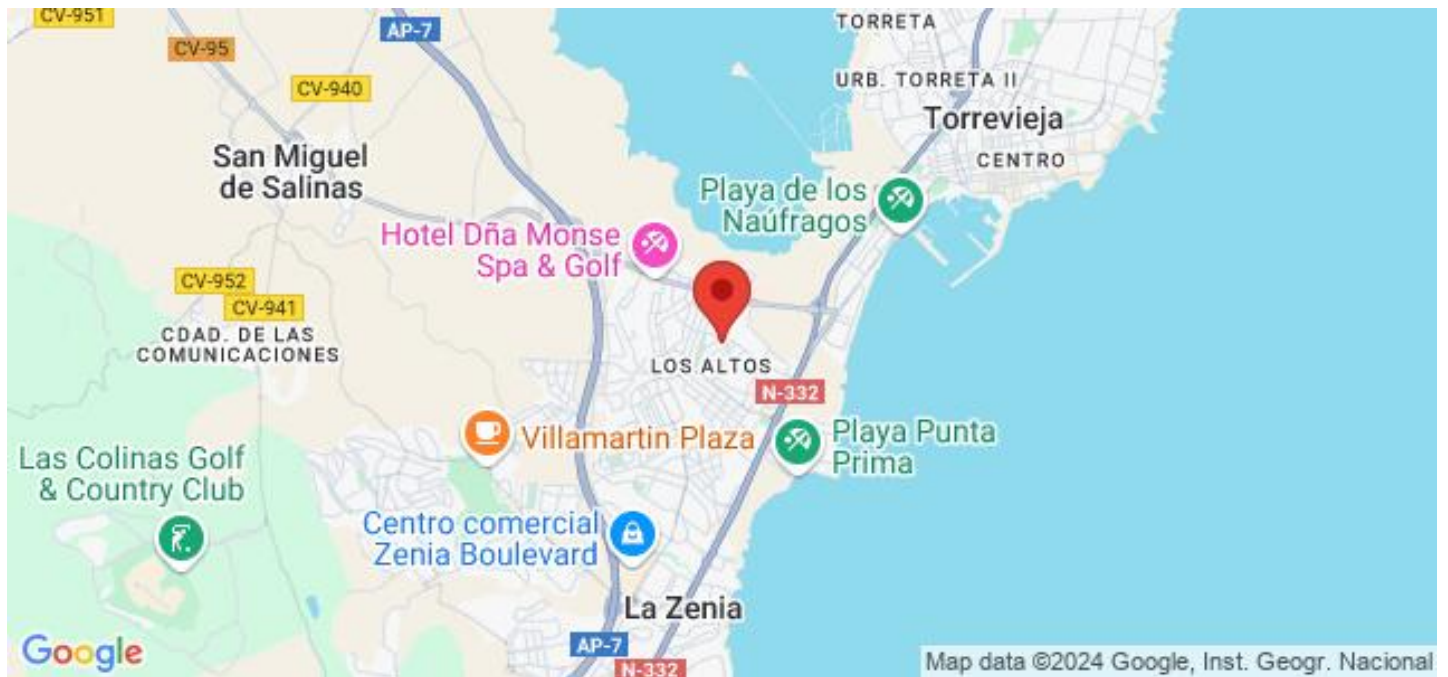 CV-951
CV-95
AP-7
CV-940
TORRETA
URB. TORRETA II
Torrevieja
CENTRO
San Miguel
de Salinas
Playa de los
Naúfragos
Hotel Dña Monse
Spa & Golf
CV-952
CV-941
CDAD. DE LAS
COMUNICACIONES
LOS ALTOS
N-332
Villamartin Plaza
Playa Punta
Prima
Las Colinas Golf
& Country Club
Centro comercial
Zenia Boulevard
La Zenia
AP-7
N-332
Google
Map data ©2024 Google, Inst. Geogr. Nacional